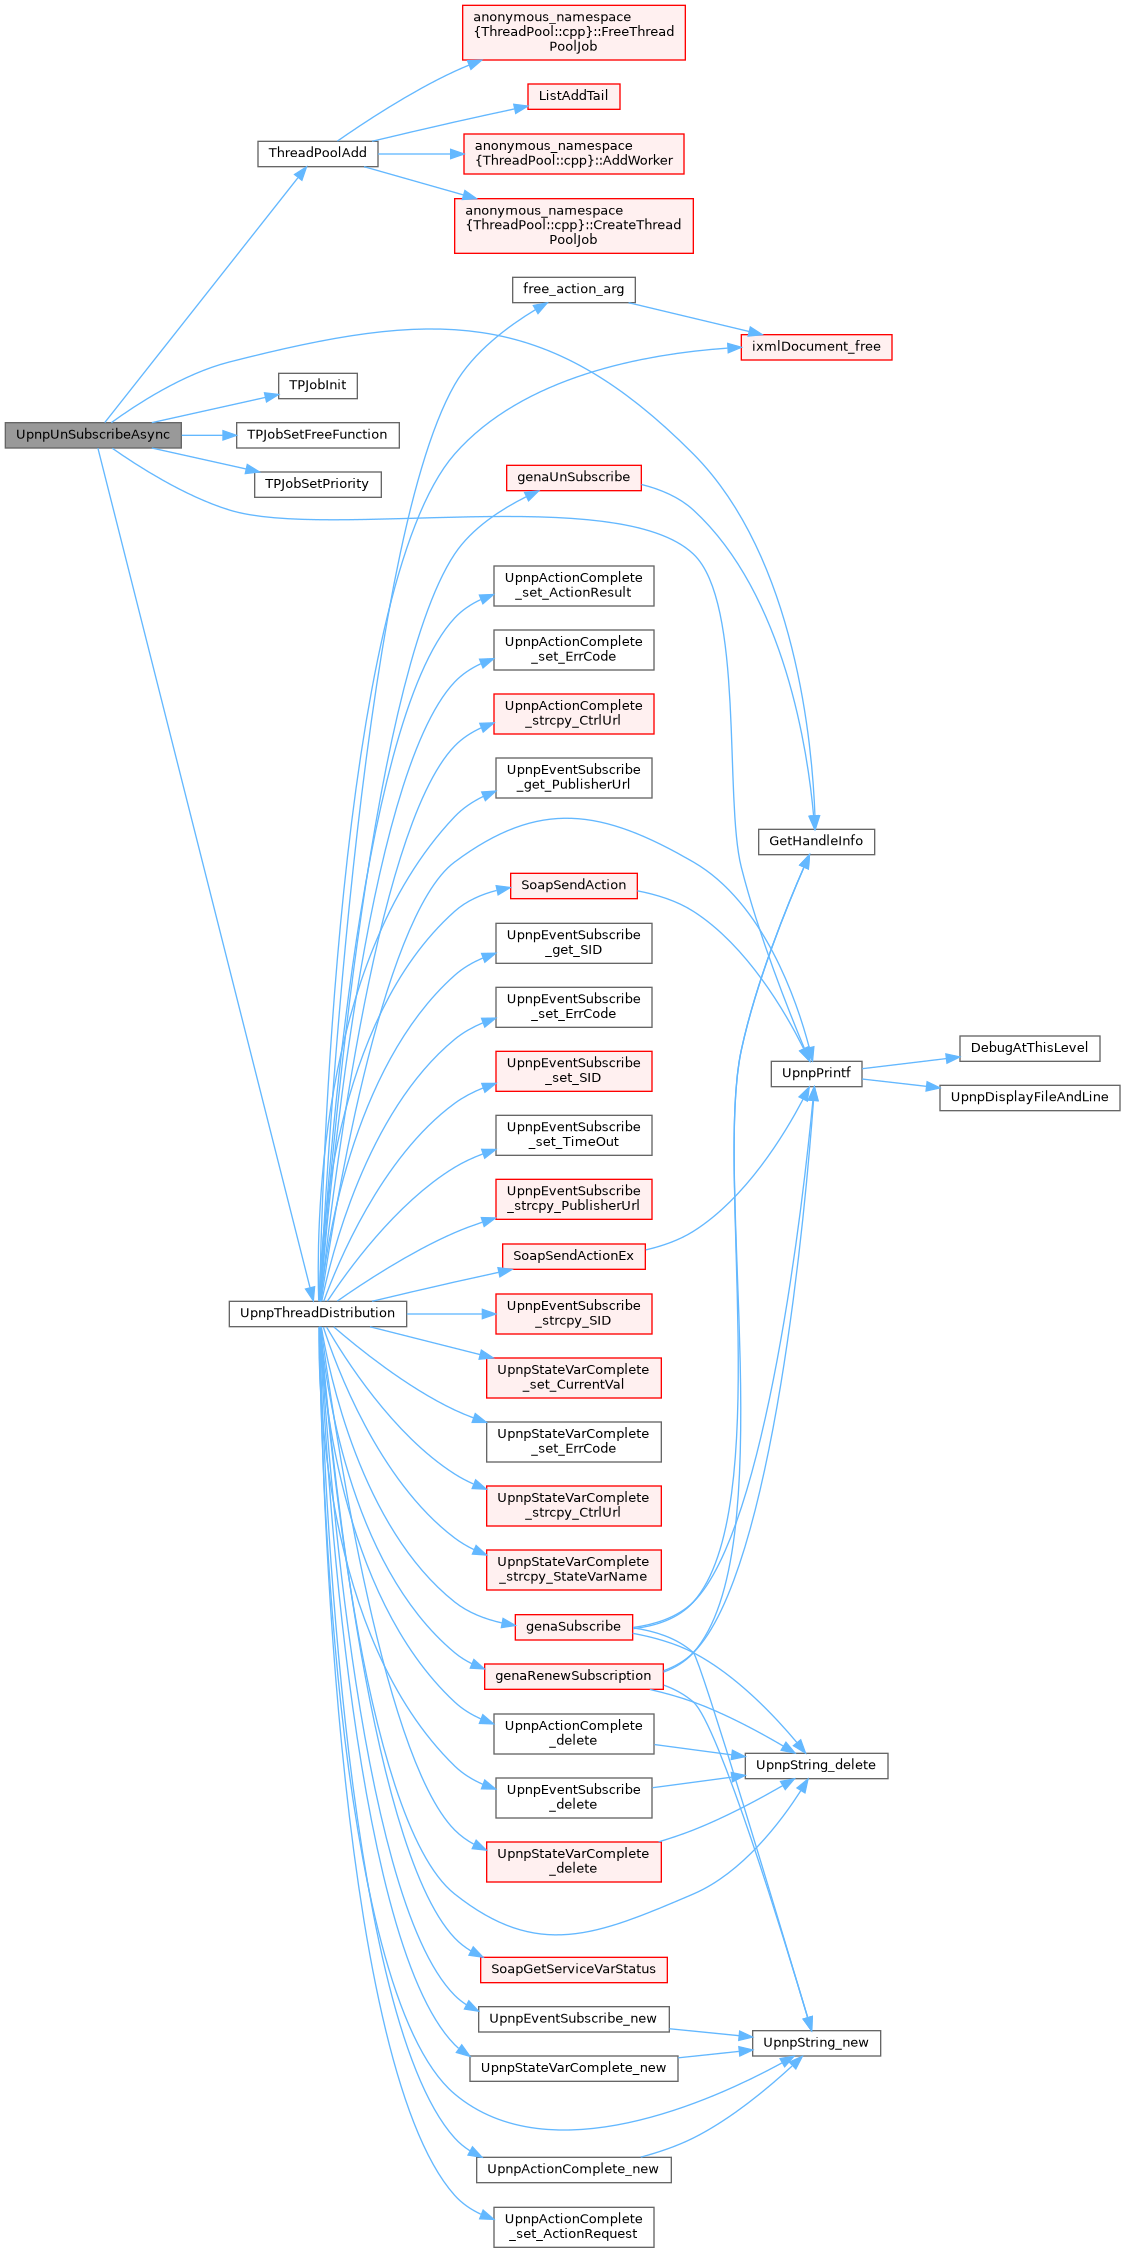 anonymous_namespace
{ThreadPool::cpp}::FreeThread
PoolJob
ListAddTail
ThreadPoolAdd
anonymous_namespace
{ThreadPool::cpp}::AddWorker
anonymous_namespace
{ThreadPool::cpp}::CreateThread
PoolJob
free_action_arg
ixmlDocument_free
TPJobInit
UpnpUnSubscribeAsync
TPJobSetFreeFunction
TPJobSetPriority
genaUnSubscribe
UpnpActionComplete
_set_ActionResult
UpnpActionComplete
_set_ErrCode
UpnpActionComplete
_strcpy_CtrlUrl
UpnpEventSubscribe
_get_PublisherUrl
GetHandleInfo
SoapSendAction
UpnpEventSubscribe
_get_SID
UpnpEventSubscribe
_set_ErrCode
UpnpEventSubscribe
_set_SID
UpnpPrintf
DebugAtThisLevel
UpnpDisplayFileAndLine
UpnpEventSubscribe
_set_TimeOut
UpnpEventSubscribe
_strcpy_PublisherUrl
SoapSendActionEx
UpnpThreadDistribution
UpnpEventSubscribe
_strcpy_SID
UpnpStateVarComplete
_set_CurrentVal
UpnpStateVarComplete
_set_ErrCode
UpnpStateVarComplete
_strcpy_CtrlUrl
UpnpStateVarComplete
_strcpy_StateVarName
genaSubscribe
genaRenewSubscription
UpnpActionComplete
_delete
UpnpString_delete
UpnpEventSubscribe
_delete
UpnpStateVarComplete
_delete
SoapGetServiceVarStatus
UpnpEventSubscribe_new
UpnpString_new
UpnpStateVarComplete_new
UpnpActionComplete_new
UpnpActionComplete
_set_ActionRequest